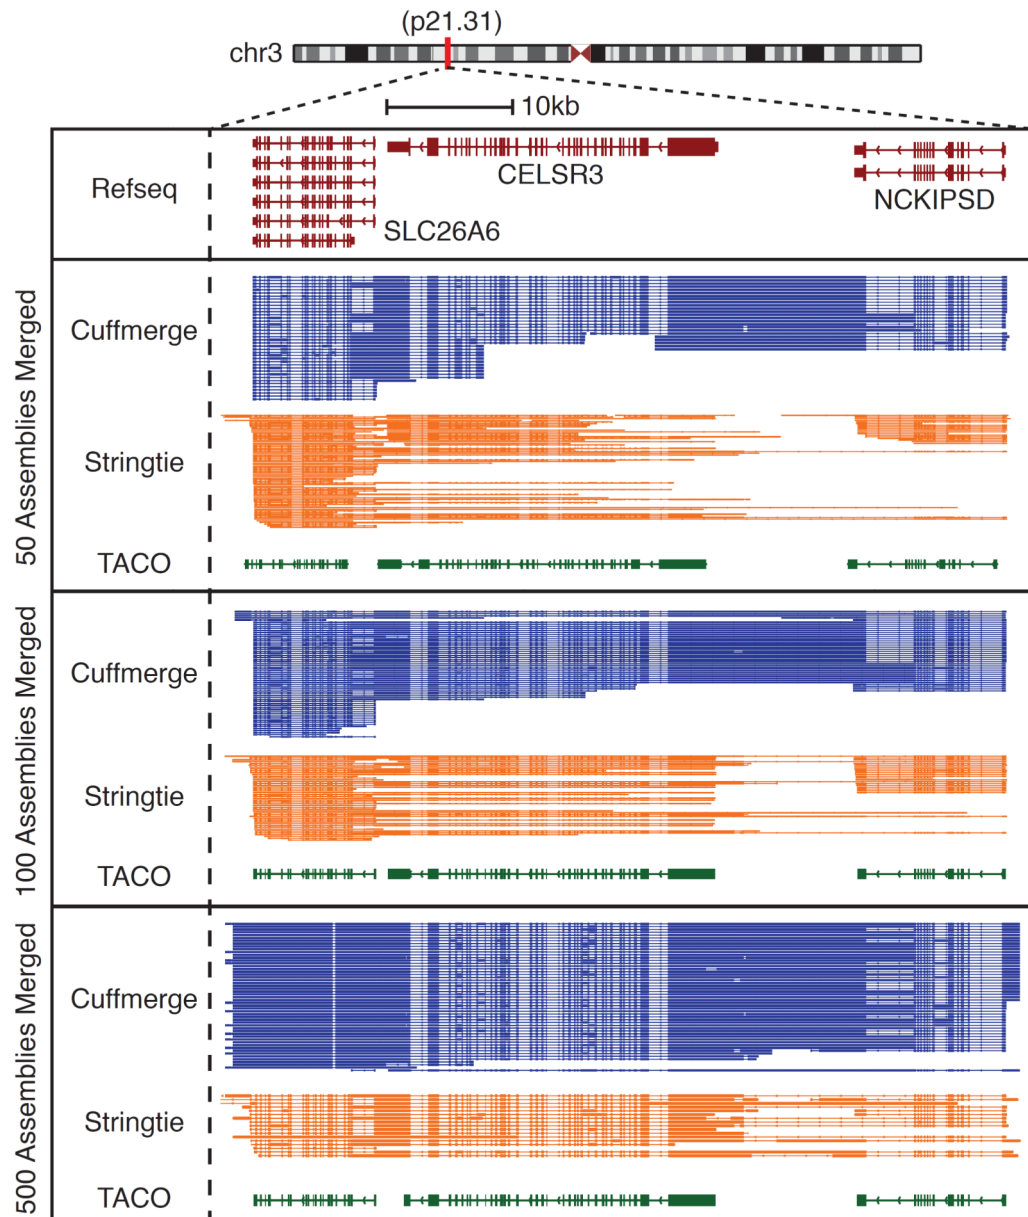 (p21.31)
chr3
10kb
Refseq
CELSR3
NCKIPSD
SLC26A6
50 Assemblies Merged
Cuffmerge
Stringtie
TACO
100 Assemblies Merged
Cuffmerge
Stringtie
TACO
500 Assemblies Merged
Cuffmerge
Stringtie
TACO